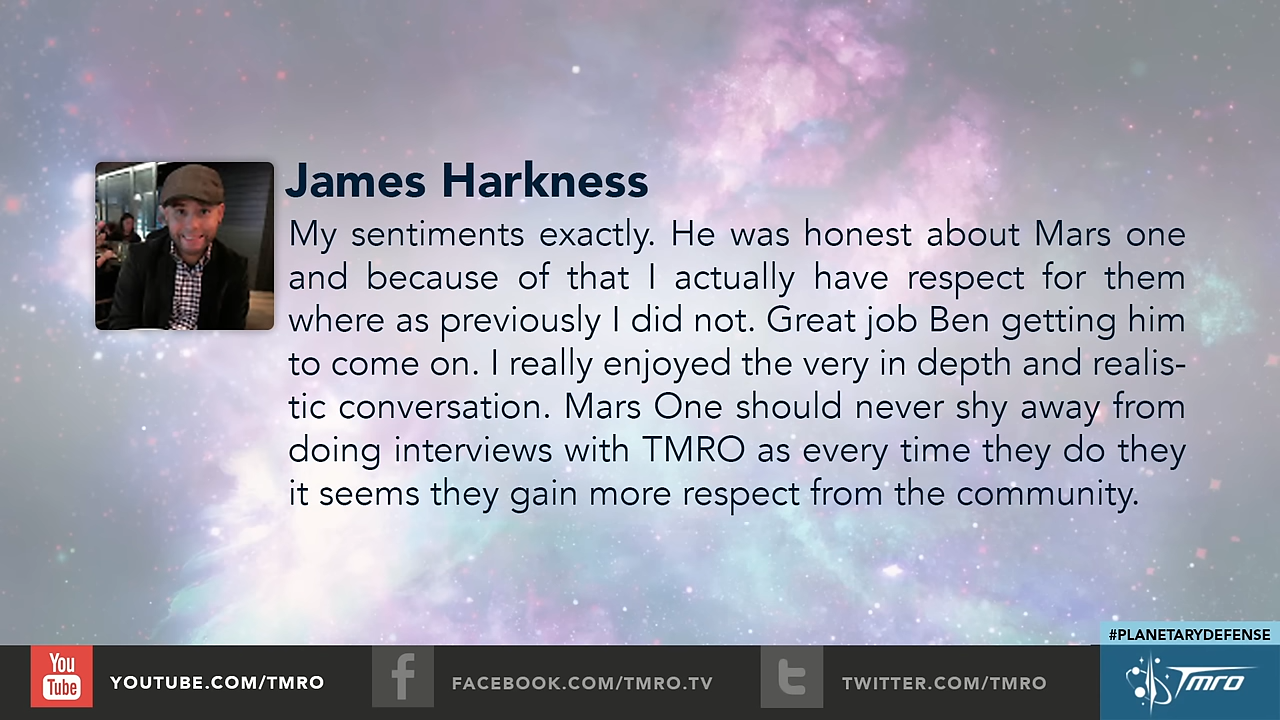 James Harkness
My sentiments exactly. He was honest about Mars one
and because of that I actually have respect for them
where as previously I did not. Great job Ben getting him
to come on. I really enjoyed the very in depth and realis-
tic conversation. Mars One should never shy away from
doing interviews with TMRO as every time they do they
it seems they gain more respect from the community.
#PLANETARYDEFENSE
You
Tube
YOUTUBE.COM/TMRO
f
FACEBOOK.COM/TMRO.TV
t
TWITTER.COM/TMRO
Tmro